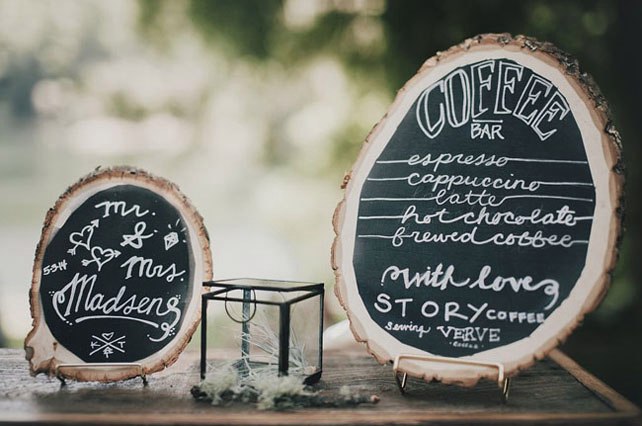 mr.
&
mrs
Madsen
5.3.14
COFFEE
BAR
espresso
cappuccino
latte
hot chocolate
brewed coffee
with love
STORY COFFEE
serving VERVE
coffee